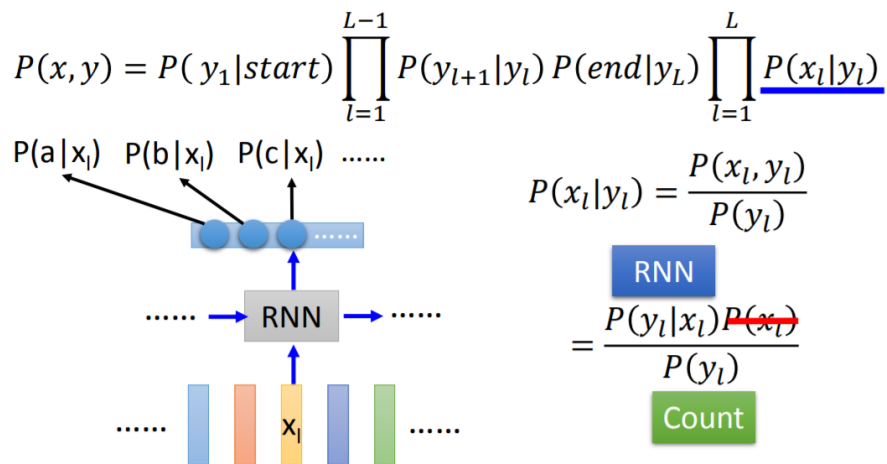 P(x, y) = P( y₁|start) ∏_{l=1}^{L−1} P(y_{l+1}|y_l) P(end|y_L) ∏_{l=1}^{L} P(x_l|y_l)
P(a|x_l) P(b|x_l) P(c|x_l) ......
P(x_l|y_l) = P(x_l, y_l) / P(y_l)
......
RNN
...... RNN ......
= P(y_l|x_l)P(x_l) / P(y_l)
Count
...... x_l ......